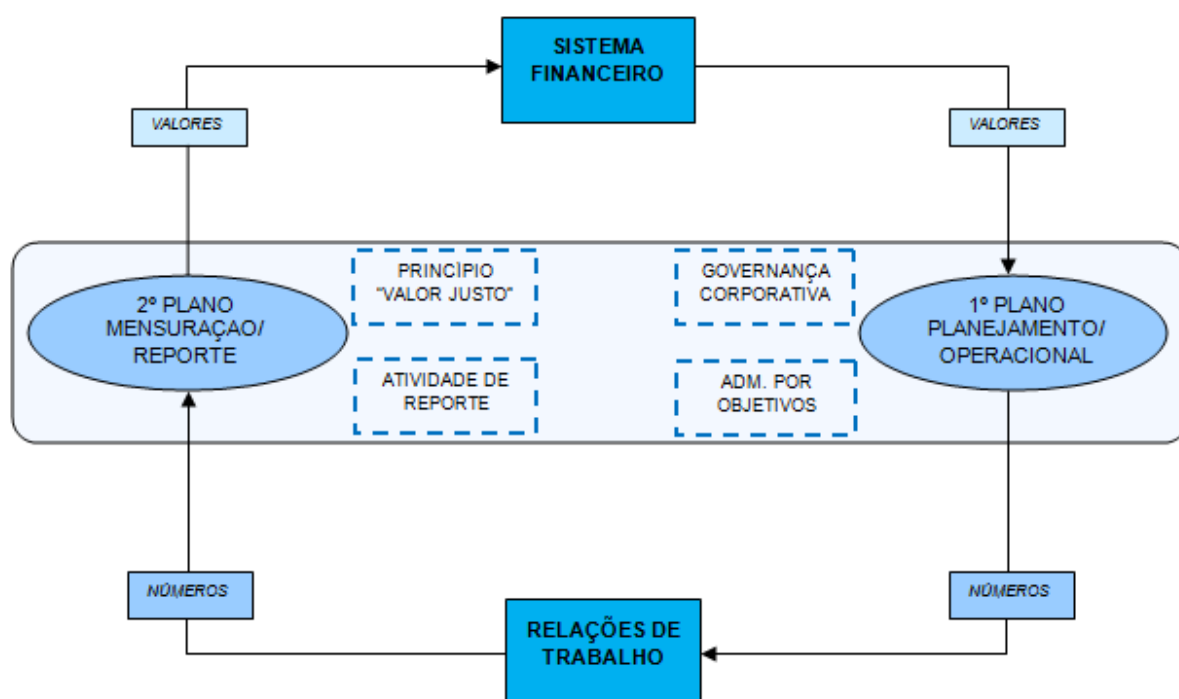 SISTEMA
FINANCEIRO
VALORES
VALORES
PRINCÌPIO
"VALOR JUSTO"
GOVERNANÇA
CORPORATIVA
2º PLANO
MENSURAÇAO/
REPORTE
1º PLANO
PLANEJAMENTO/
OPERACIONAL
ATIVIDADE DE
REPORTE
ADM. POR
OBJETIVOS
NÚMEROS
NÚMEROS
RELAÇÕES DE
TRABALHO